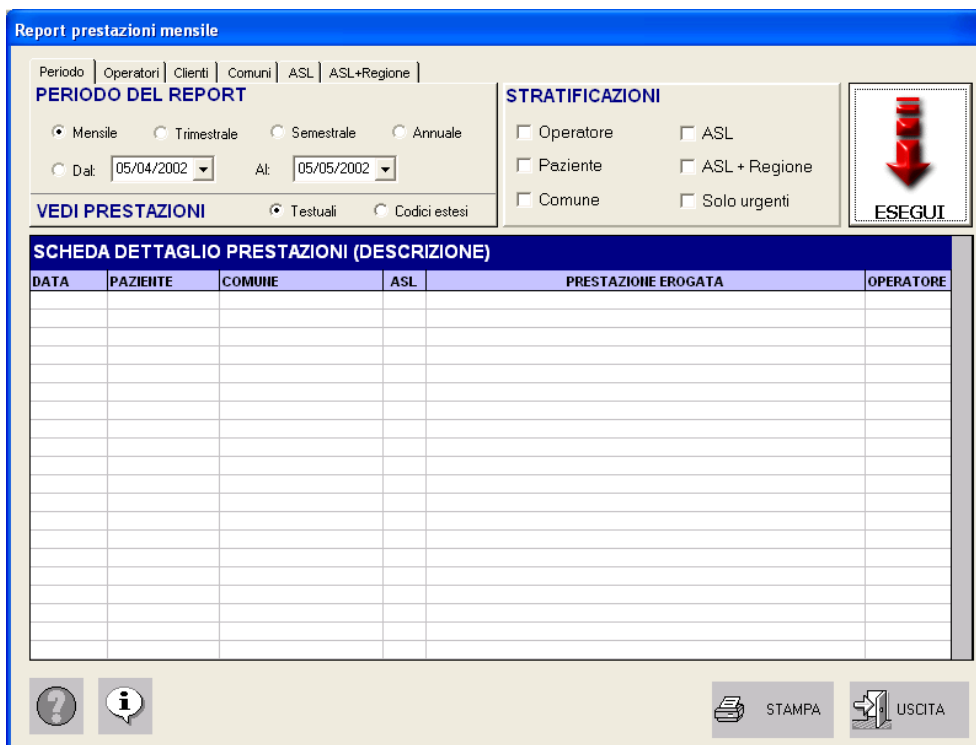 Report prestazioni mensile
Periodo Operatori Clienti Comuni ASL ASL+Regione
PERIODO DEL REPORT
Mensile Trimestrale Semestrale Annuale
Dal: 05/04/2002 Al: 05/05/2002
VEDI PRESTAZIONI Testuali Codici estesi
STRATIFICAZIONI
Operatore ASL
Paziente ASL + Regione
Comune Solo urgenti
ESEGUI
SCHEDA DETTAGLIO PRESTAZIONI (DESCRIZIONE)
DATA PAZIENTE COMUNE ASL PRESTAZIONE EROGATA OPERATORE
STAMPA USCITA